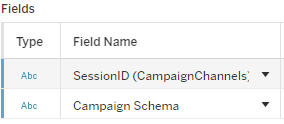 Fields
Type Field Name
Abc SessionID (CampaignChannels)
Abc Campaign Schema